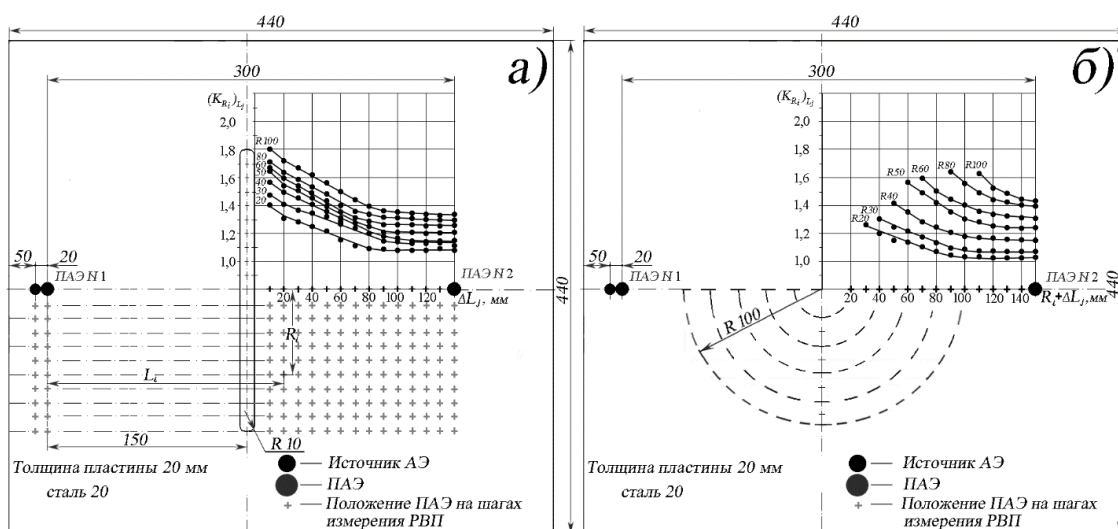 440
440
300
300
а)
б)
(K_{R_i})_{L_j}
(K_{R_i})_{L_j}
2,0
1,8
1,6
1,4
1,2
1,0
2,0
1,8
1,6
1,4
1,2
1,0
R100
80
60
50
40
30
20
R20
R30
R40
R50
R60
R80
R100
50
20
ПАЭ N1
ПАЭ N2
50
20
ПАЭ N1
ПАЭ N2
20 40 60 80 100 120
ΔL_j, мм
20 40 60 80 100 120 150
R_i+ΔL_j, мм
440
440
R_i
L_i
R 100
150
R 10
Толщина пластины 20 мм
сталь 20
Источник АЭ
ПАЭ
Положение ПАЭ на шагах
измерения РВП
Толщина пластины 20 мм
сталь 20
Источник АЭ
ПАЭ
Положение ПАЭ на шагах
измерения РВП